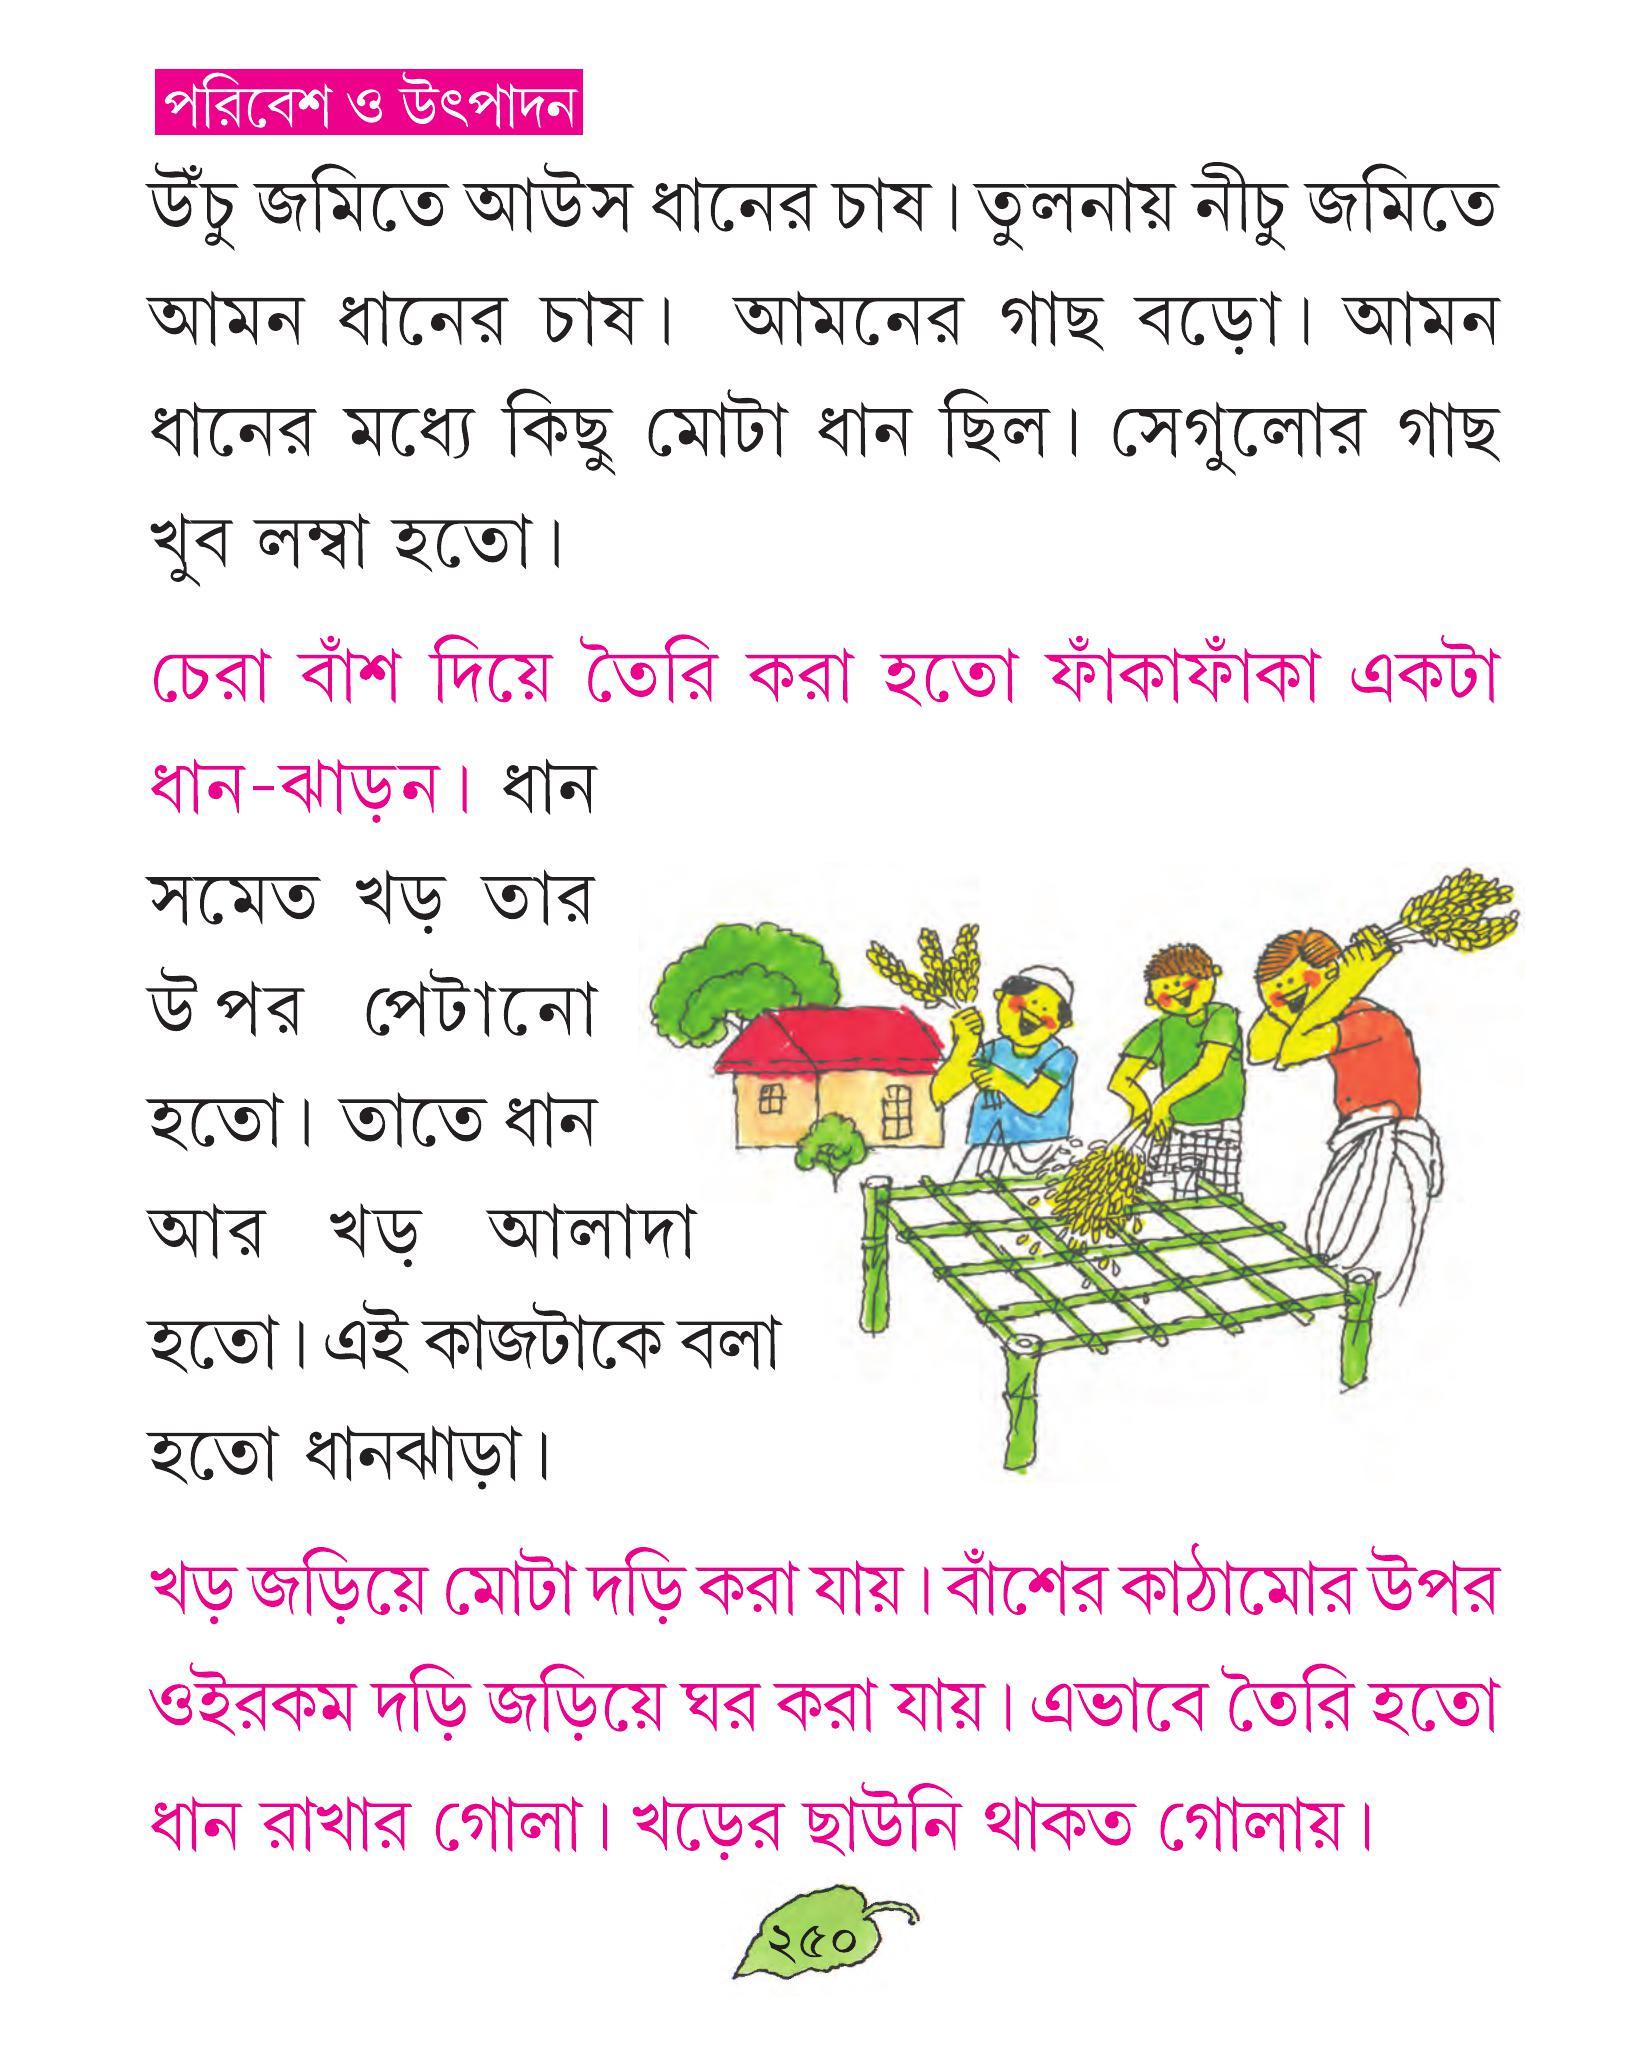 পরিবেশ ও উৎপাদন
উঁচু জমিতে আউস ধানের চাষ। তুলনায় নীচু জমিতে
আমন ধানের চাষ। আমনের গাছ বড়ো। আমন
ধানের মধ্যে কিছু মোটা ধান ছিল। সেগুলোর গাছ
খুব লম্বা হতো।
চেরা বাঁশ দিয়ে তৈরি করা হতো ফাঁকাফাঁকা একটা
ধান-ঝাড়ন। ধান
সমেত খড় তার
উপর পেটানো
হতো। তাতে ধান
আর খড় আলাদা
হতো। এই কাজটাকে বলা
হতো ধানঝাড়া।
খড় জড়িয়ে মোটা দড়ি করা যায়। বাঁশের কাঠামোর উপর
ওইরকম দড়ি জড়িয়ে ঘর করা যায়। এভাবে তৈরি হতো
ধান রাখার গোলা। খড়ের ছাউনি থাকত গোলায়।
২৫০